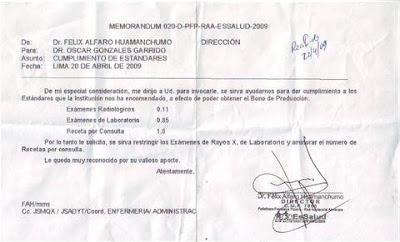 MEMORANDUM 020-D-PFP-RAA-ESSALUD-2009
De: Dr. FELIX ALFARO HUAMANCHUMO DIRECCIÓN
Para: DR. OSCAR GONZALES GARRIDO
Asunto: CUMPLIMIENTO DE ESTANDARES
Fecha: LIMA 20 DE ABRIL DE 2009
De mi especial consideración, me dirijo a Ud. para invocarle, se sirva ayudarnos para dar cumplimiento a los
Estándares que la Institución nos ha encomendado, a efecto de poder obtener el Bono de Producción.
Exámenes Radiológicos 0.11
Exámenes de Laboratorio 0.85
Receta por Consulta 1.8
Por lo tanto le solicito, se sirva restringir los Exámenes de Rayos X, de Laboratorio y aminorar el número de
Recetas por consulta.
Le quedo muy reconocido por su valioso aporte.
Atentamente.
Dr. Félix Alfaro Huamanchumo
DIRECTOR
EsSalud
FAH/mms
Cc. JSMQX / JSADYT/Coord. ENFERMERIA/ ADMINISTRAC